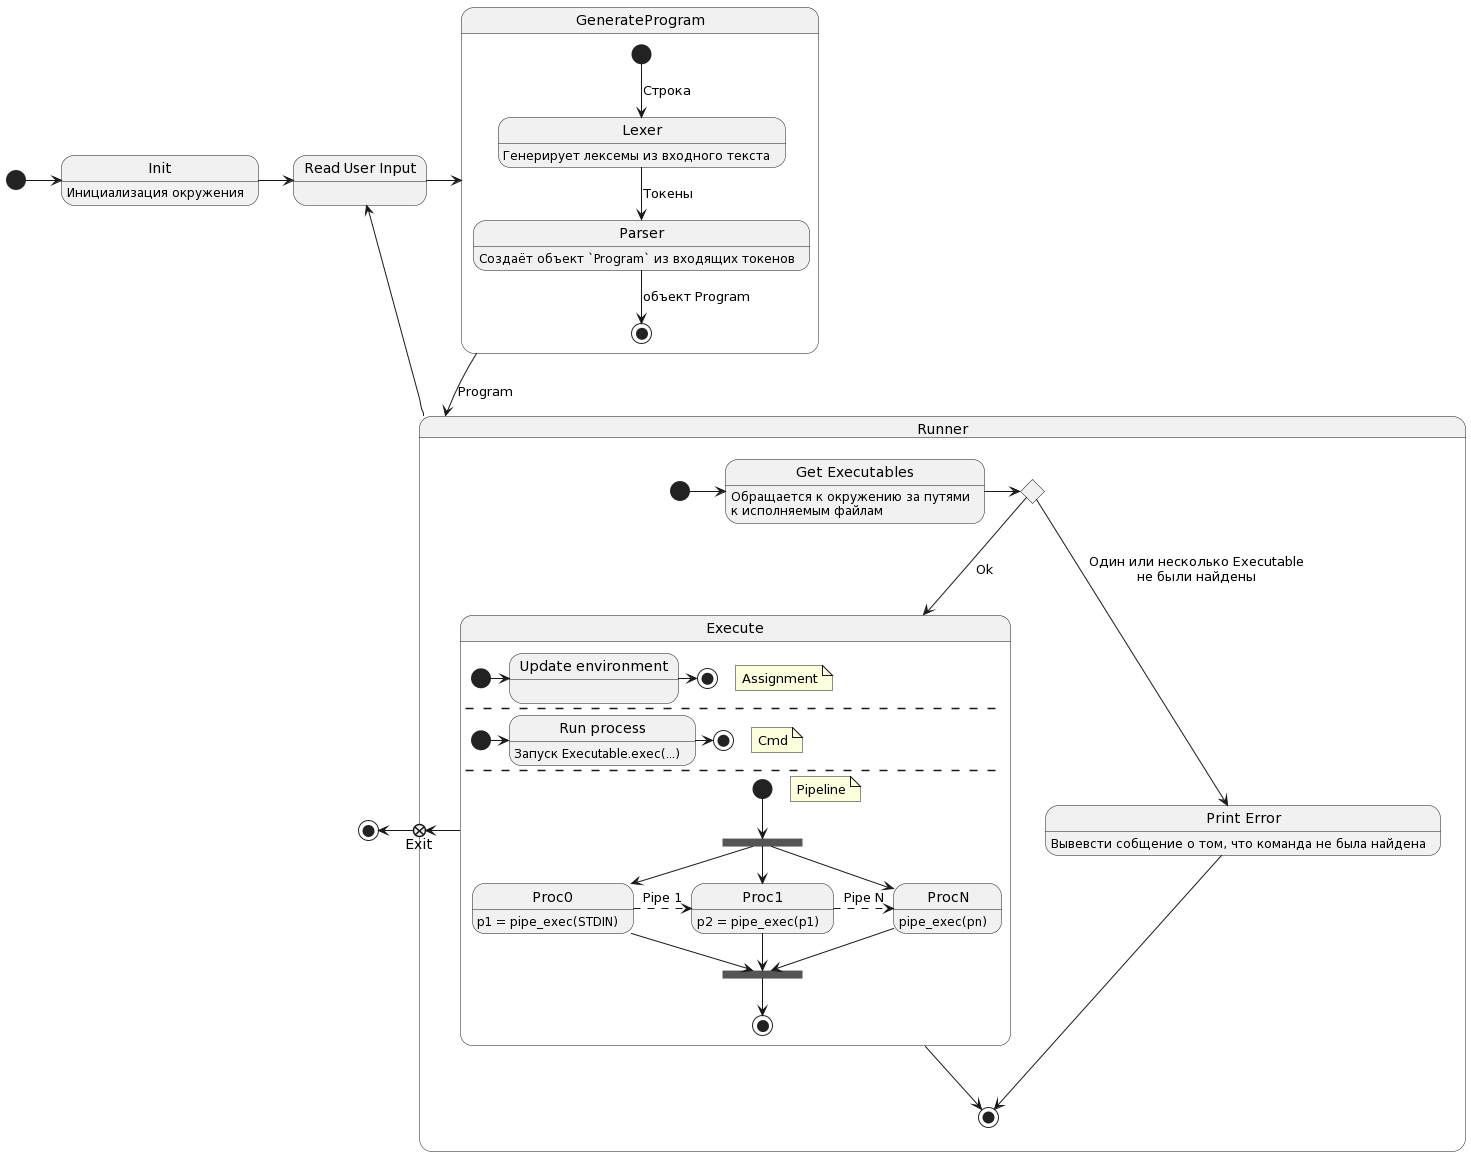 GenerateProgram
Строка
Lexer
Генерирует лексемы из входного текста
Init
Инициализация окружения
Read User Input
Токены
Parser
Создаёт объект `Program` из входящих токенов
объект Program
Program
Runner
Get Executables
Обращается к окружению за путями
к исполняемым файлам
Ok
Один или несколько Executable
не были найдены
Execute
Update environment
Assignment
Run process
Запуск Executable.exec(...)
Cmd
Pipeline
Exit
Print Error
Вывевсти собщение о том, что команда не была найдена
Proc0
p1 = pipe_exec(STDIN)
Pipe 1
Proc1
p2 = pipe_exec(p1)
Pipe N
ProcN
pipe_exec(pn)